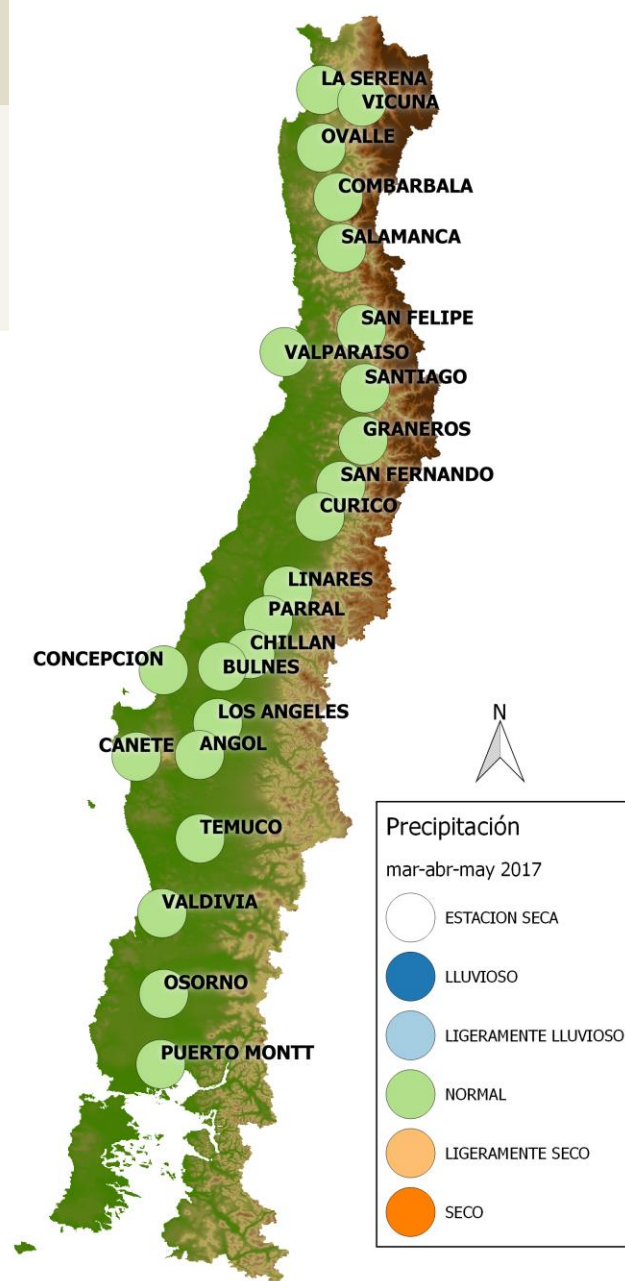 LA SERENA
VICUNA
OVALLE
COMBARBALA
SALAMANCA
SAN FELIPE
VALPARAISO
SANTIAGO
GRANEROS
SAN FERNANDO
CURICO
LINARES
PARRAL
CHILLAN
CONCEPCION
BULNES
LOS ANGELES
CANETE
ANGOL
TEMUCO
VALDIVIA
OSORNO
PUERTO MONTT
N
Precipitación
mar-abr-may 2017
ESTACION SECA
LLUVIOSO
LIGERAMENTE LLUVIOSO
NORMAL
LIGERAMENTE SECO
SECO